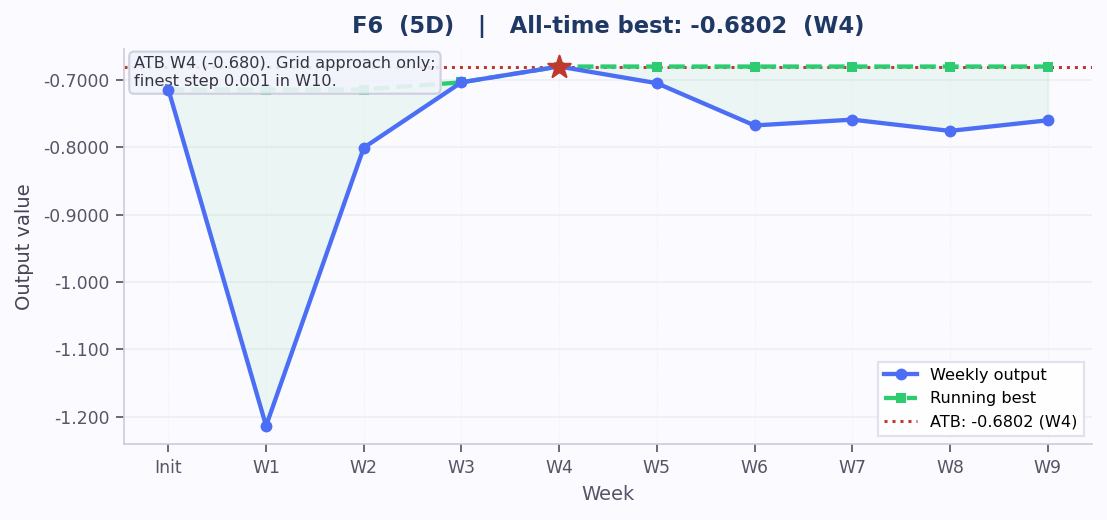 F6 (5D) | All-time best: -0.6802 (W4)
ATB W4 (-0.680). Grid approach only;
finest step 0.001 in W10.
Output value
-0.7000
-0.8000
-0.9000
-1.000
-1.100
-1.200
Weekly output
Running best
ATB: -0.6802 (W4)
Init W1 W2 W3 W4 W5 W6 W7 W8 W9
Week